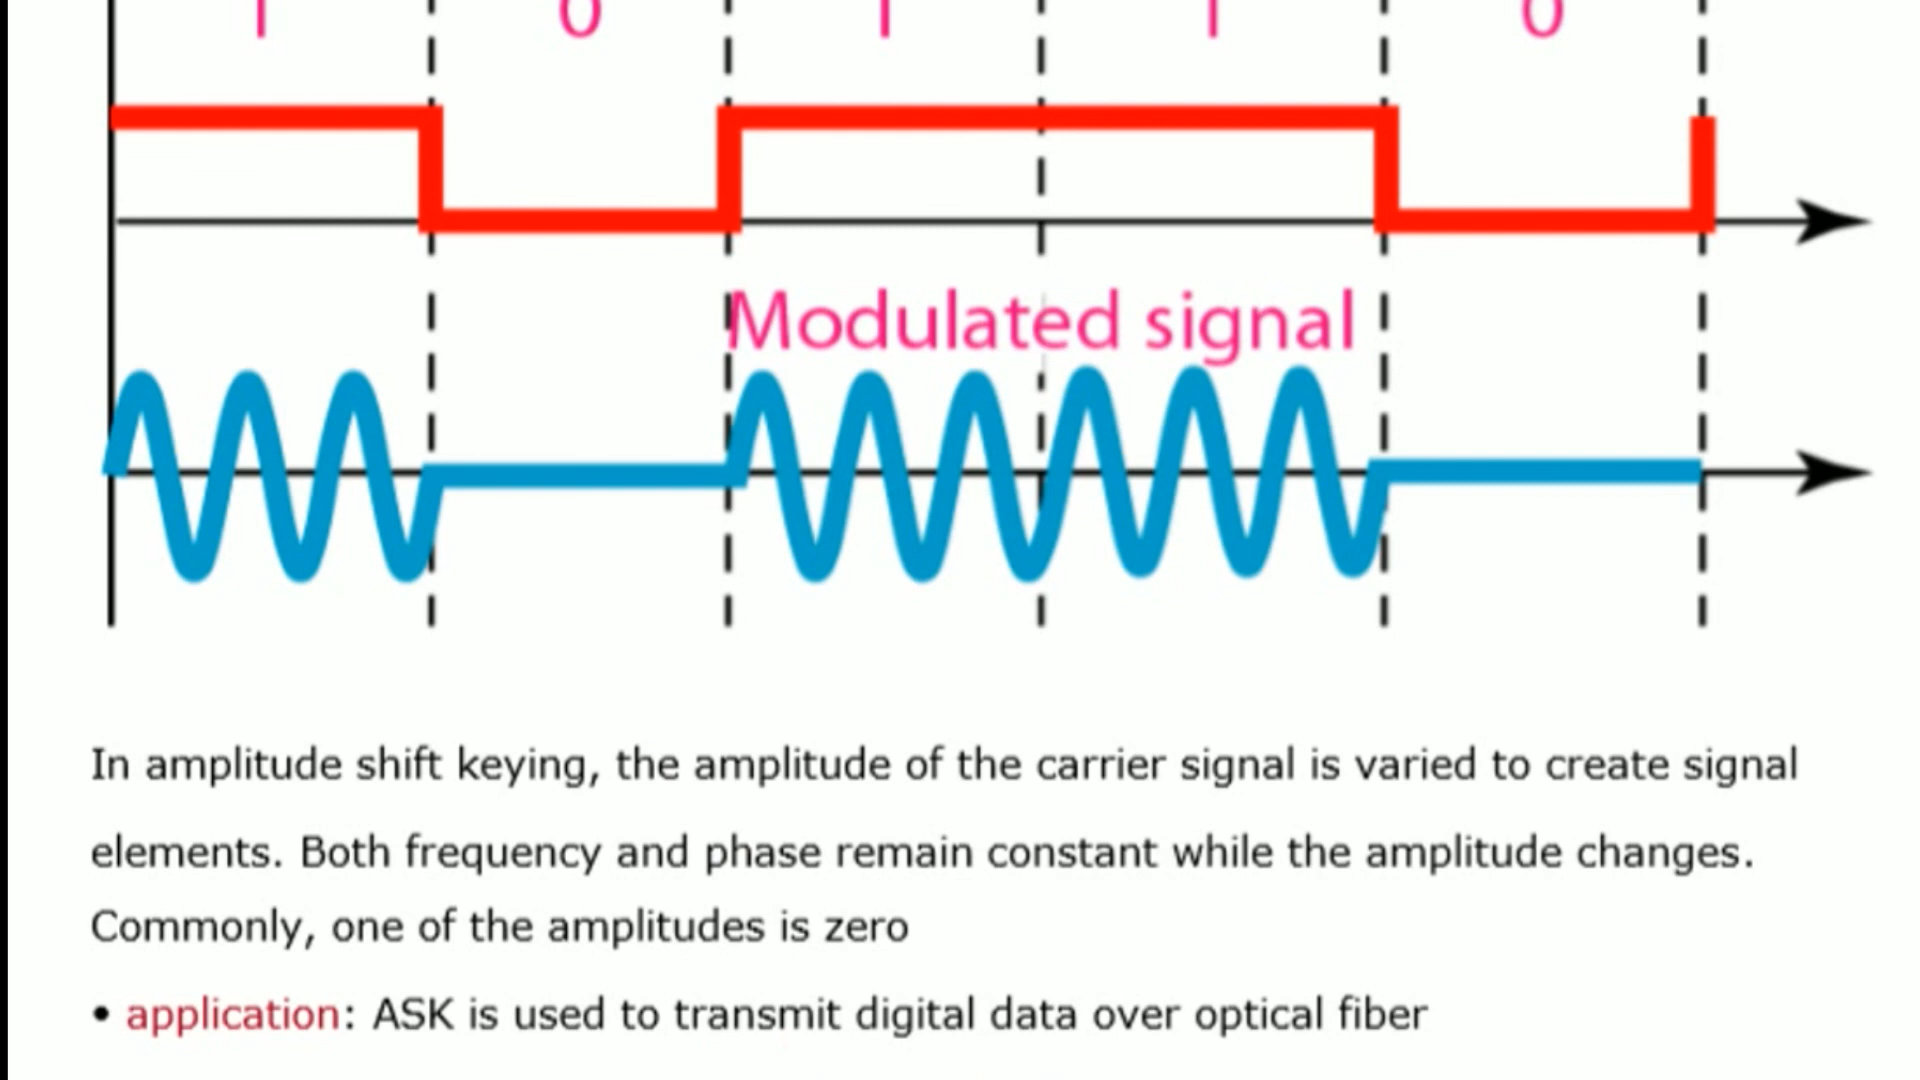 1 0 1 1 0
Modulated signal
In amplitude shift keying, the amplitude of the carrier signal is varied to create signal
elements. Both frequency and phase remain constant while the amplitude changes.
Commonly, one of the amplitudes is zero
• application: ASK is used to transmit digital data over optical fiber